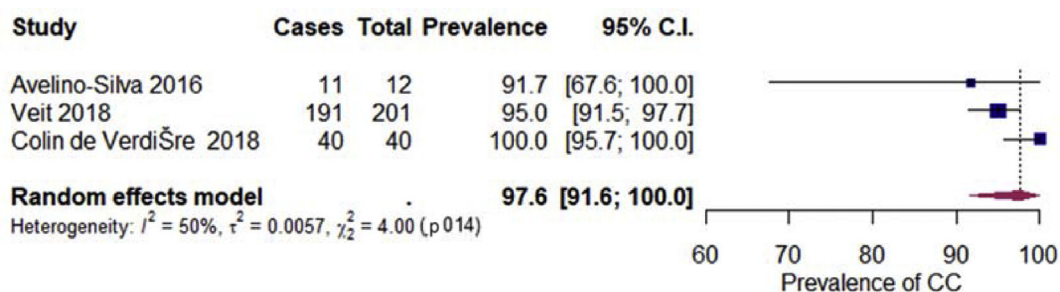 Study Cases Total Prevalence 95% C.I.
Avelino-Silva 2016 11 12 91.7 [67.6; 100.0]
Veit 2018 191 201 95.0 [91.5; 97.7]
Colin de VerdiŠre 2018 40 40 100.0 [95.7; 100.0]
Random effects model . 97.6 [91.6; 100.0]
Heterogeneity: I² = 50%, τ² = 0.0057, χ²₂ = 4.00 (p 014)
60 70 80 90 100
Prevalence of CC